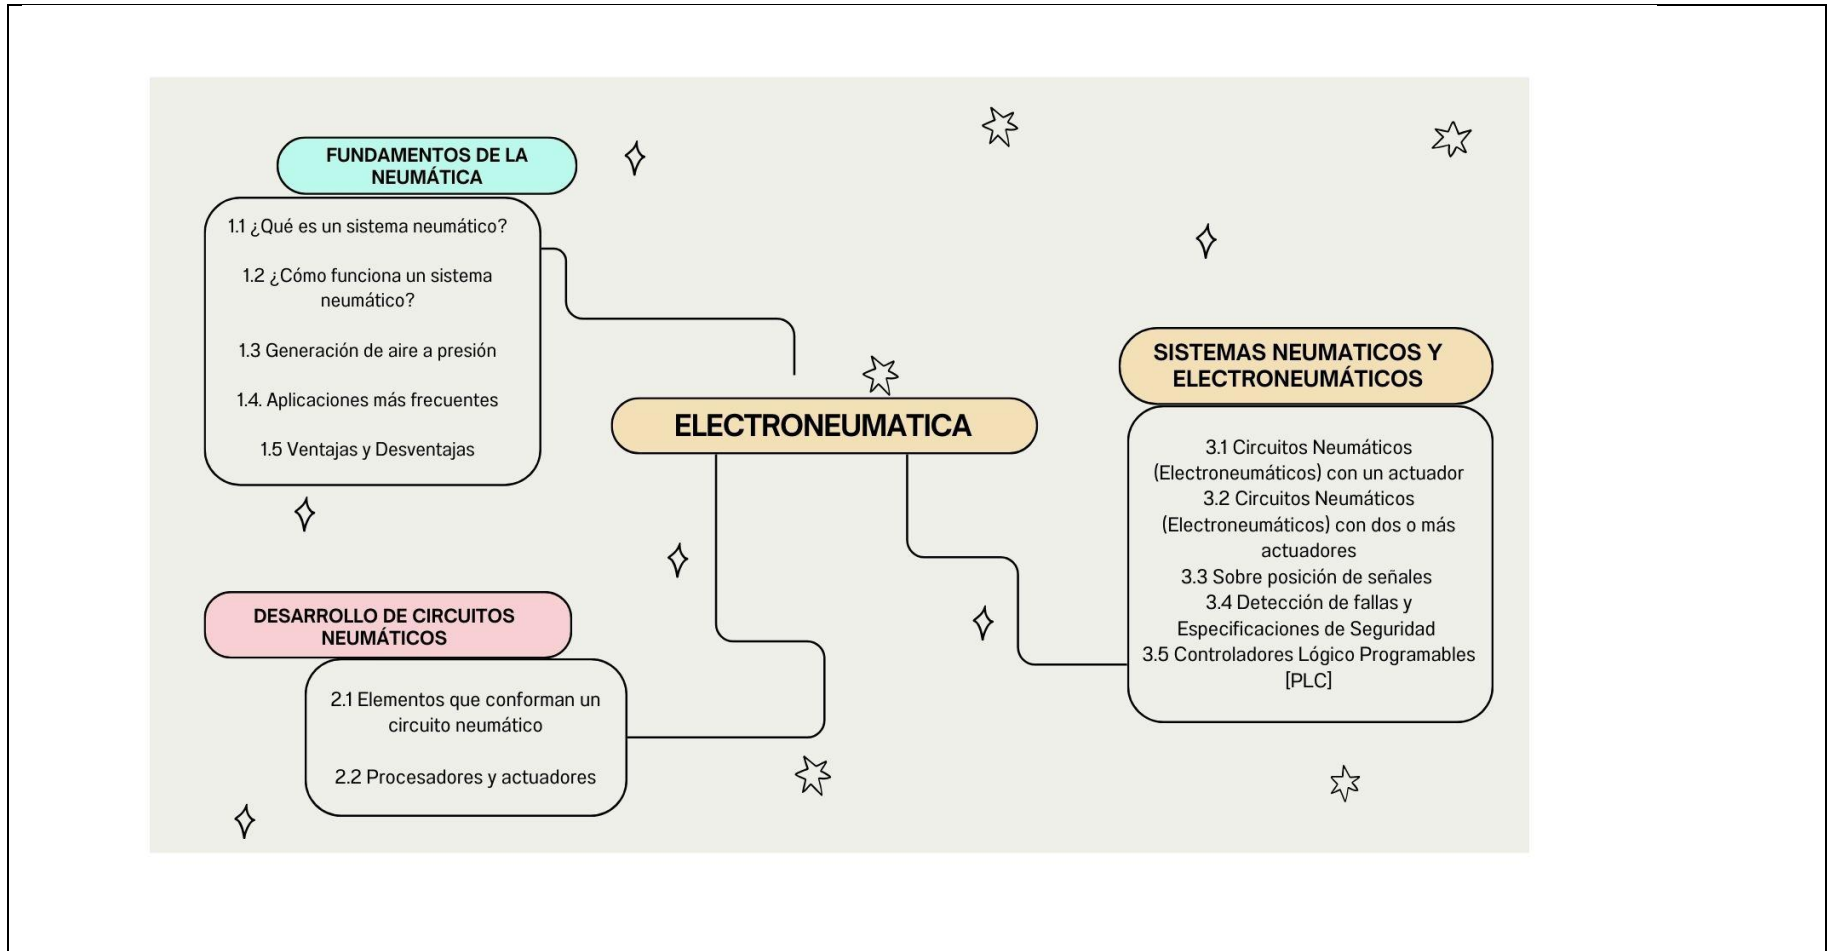 FUNDAMENTOS DE LA
NEUMÁTICA
1.1 ¿Qué es un sistema neumático?
1.2 ¿Cómo funciona un sistema
neumático?
1.3 Generación de aire a presión
1.4. Aplicaciones más frecuentes
1.5 Ventajas y Desventajas
ELECTRONEUMATICA
DESARROLLO DE CIRCUITOS
NEUMÁTICOS
2.1 Elementos que conforman un
circuito neumático
2.2 Procesadores y actuadores
SISTEMAS NEUMATICOS Y
ELECTRONEUMÁTICOS
3.1 Circuitos Neumáticos
(Electroneumáticos) con un actuador
3.2 Circuitos Neumáticos
(Electroneumáticos) con dos o más
actuadores
3.3 Sobre posición de señales
3.4 Detección de fallas y
Especificaciones de Seguridad
3.5 Controladores Lógico Programables
[PLC]